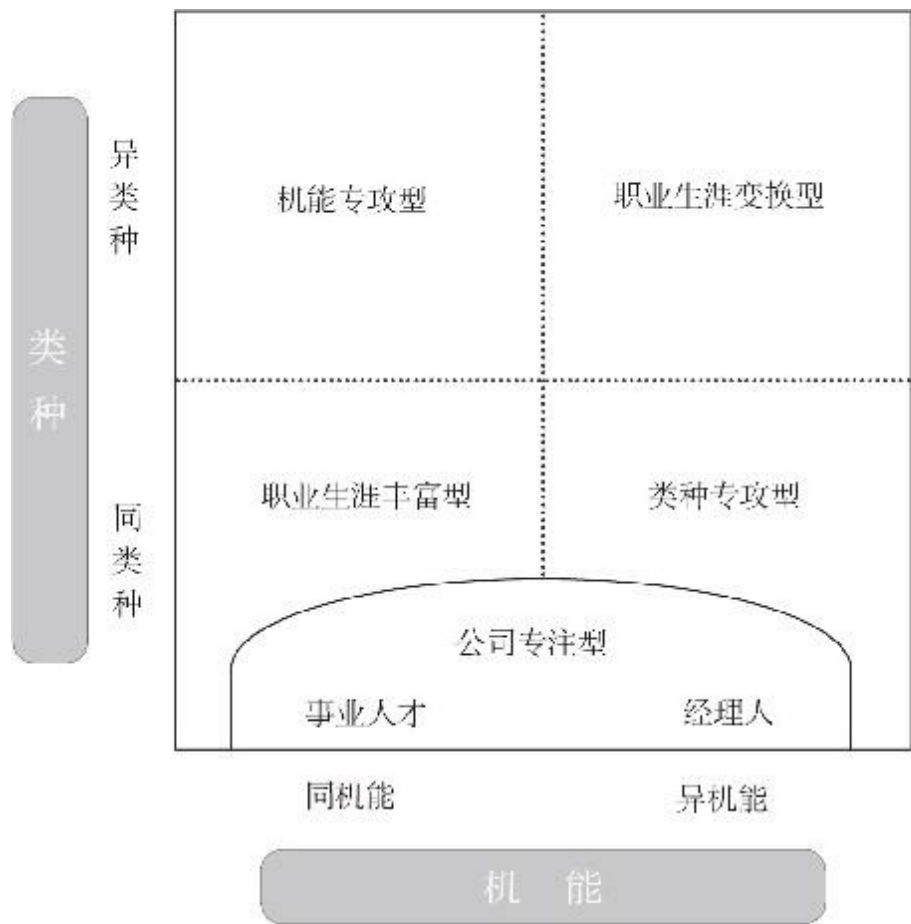 异类种
机能专攻型
职业生涯变换型
类种
职业生涯丰富型
类种专攻型
同类种
公司专注型
事业人才
经理人
同机能
异机能
机 能